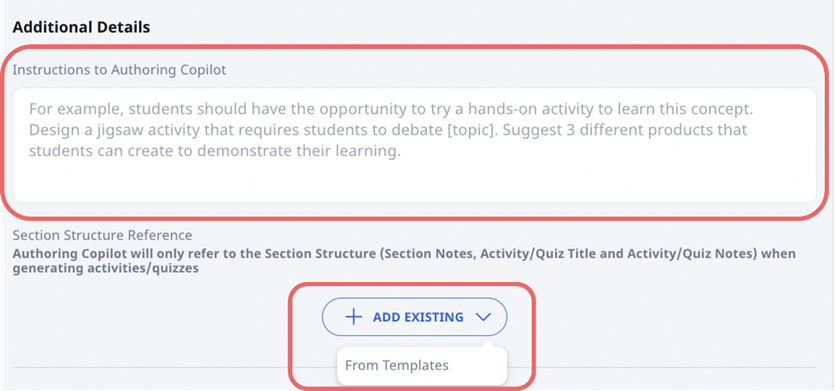 Additional Details
Instructions to Authoring Copilot
For example, students should have the opportunity to try a hands-on activity to learn this concept.
Design a jigsaw activity that requires students to debate [topic]. Suggest 3 different products that
students can create to demonstrate their learning.
Section Structure Reference
Authoring Copilot will only refer to the Section Structure (Section Notes, Activity/Quiz Title and Activity/Quiz Notes) when
generating activities/quizzes
ADD EXISTING
From Templates